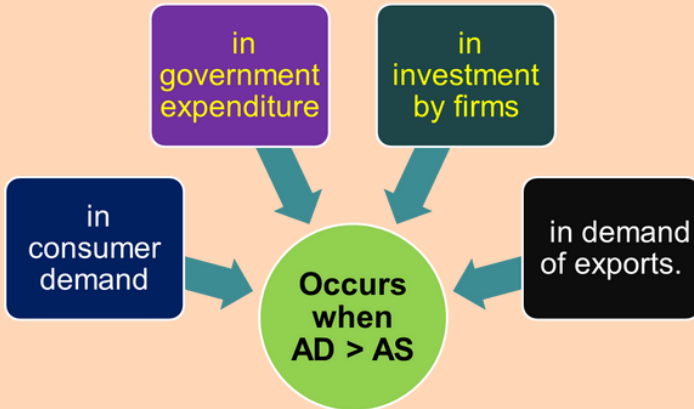 in
government
expenditure
in
investment
by firms
in
consumer
demand
in demand
of exports.
Occurs
when
AD > AS